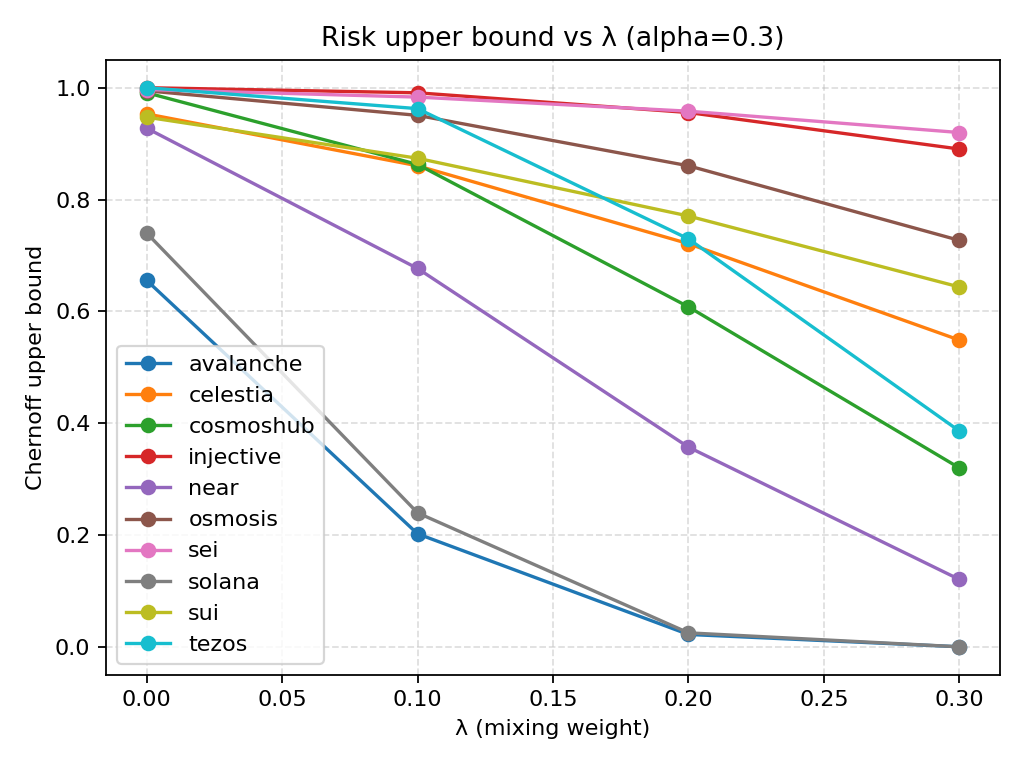 Risk upper bound vs λ (alpha=0.3)
Chernoff upper bound
1.0
0.8
0.6
0.4
0.2
0.0
avalanche
celestia
cosmoshub
injective
near
osmosis
sei
solana
sui
tezos
0.00 0.05 0.10 0.15 0.20 0.25 0.30
λ (mixing weight)